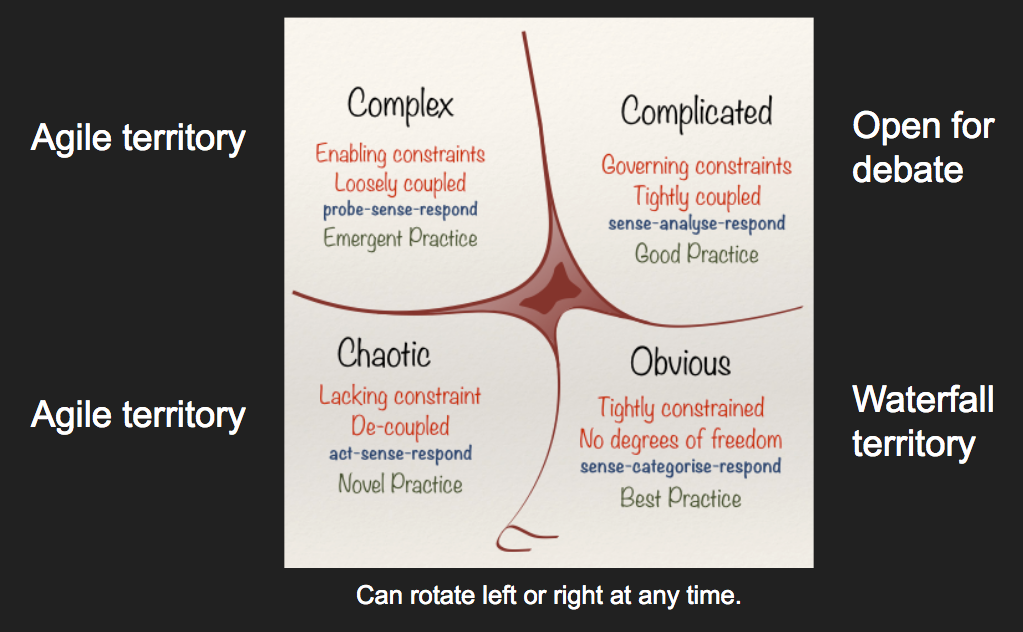 Agile territory
Complex
Enabling constraints
Loosely coupled
probe-sense-respond
Emergent Practice
Complicated
Governing constraints
Tightly coupled
sense-analyse-respond
Good Practice
Open for
debate
Agile territory
Chaotic
Lacking constraint
De-coupled
act-sense-respond
Novel Practice
Obvious
Tightly constrained
No degrees of freedom
sense-categorise-respond
Best Practice
Waterfall
territory
Can rotate left or right at any time.